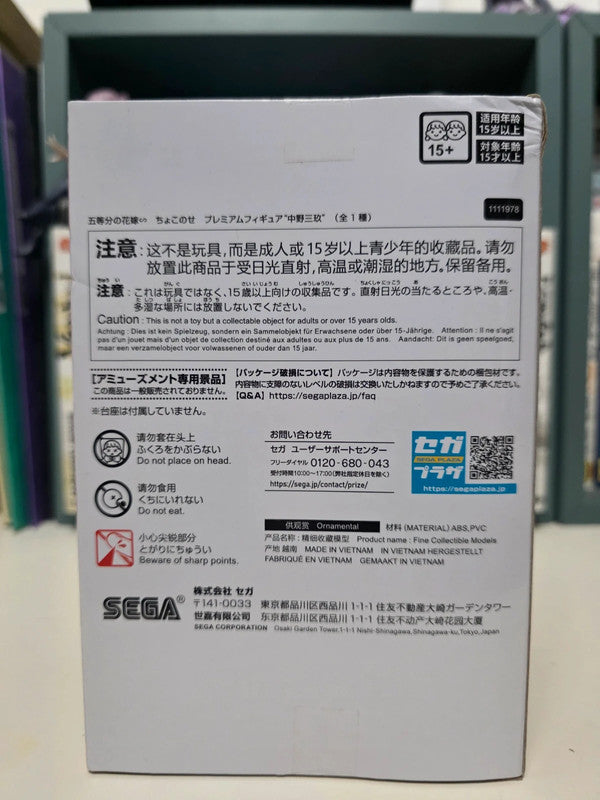 适用年龄
15岁以上
15+
対象年齢
15才以上
1111978
五等分の花嫁∽ ちょこのせ プレミアムフィギュア“中野三玖” (全1種)
注意:这不是玩具,而是成人或15岁以上青少年的收藏品。请勿
放置此商品于受日光直射,高温或潮湿的地方。保留备用。
注意:これは玩具ではなく、15歳以上向けの収集品です。直射日光の当たるところや、高温・
多湿な場所には放置しないでください。
Caution : This is not a toy but a collectable object for adults or over 15 years olds.
Achtung : Dies ist kein Spielzeug, sondern ein Sammelobjekt für Erwachsene oder über 15-Jährige. Attention : Il ne s'agit
pas d'un jouet mais d'un objet de collection destiné aux adultes ou aux plus de 15 ans. Aandacht: Dit is geen speelgoed,
maar een verzamelobject voor volwassenen of ouder dan 15 jaar.
【アミューズメント専用景品】
この商品は一般販売されておりません。
【パッケージ破損について】パッケージは内容物を保護するための梱包材です。
内容物に支障のないレベルの破損は交換いたしかねますので予めご了承ください。
【Q&A】https://segaplaza.jp/faq
※台座は付属していません。
请勿套在头上
ふくろをかぶらない
Do not place on head.
请勿食用
くちにいれない
Do not eat.
小心尖锐部分
とがりにちゅうい
Beware of sharp points.
お問い合わせ先
セガ ユーザーサポートセンター
フリーダイヤル 0120-680-043
受付時間10:00~17:00(弊社指定休日を除く)
https://sega.jp/contact/prize/
セガ
SEGA PLAZA
プラザ
https://segaplaza.jp/
供观赏 Ornamental 材料 (MATERIAL) ABS,PVC
产品名称:精细收藏模型 Product name : Fine Collectible Models
产地 越南 MADE IN VIETNAM IN VIETNAM HERGESTELLT
FABRIQUÉ EN VIETNAM GEMAAKT IN VIETNAM
SEGA®
株式会社 セガ
〒141-0033 東京都品川区西品川 1-1-1 住友不動産大崎ガーデンタワー
世嘉有限公司 东京都品川区西品川 1-1-1 住友不动产大崎花园大厦
SEGA CORPORATION Osaki Garden Tower,1-1-1 Nishi-Shinagawa,Shinagawa-ku,Tokyo,Japan